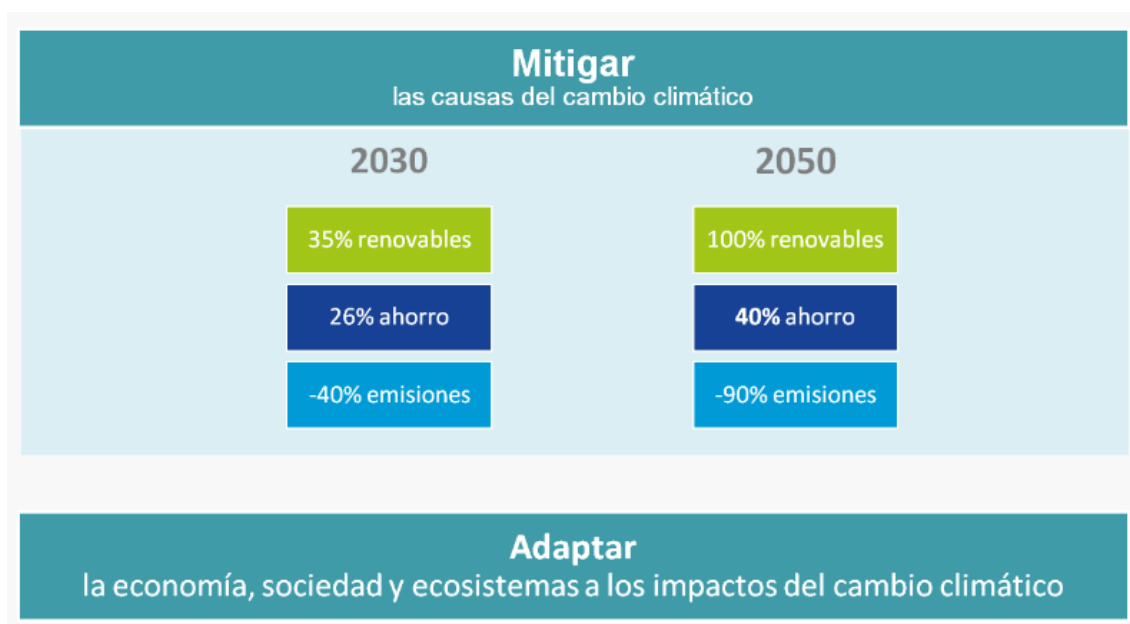 Mitigar
las causas del cambio climático
2030
2050
35% renovables
100% renovables
26% ahorro
40% ahorro
-40% emisiones
-90% emisiones
Adaptar
la economía, sociedad y ecosistemas a los impactos del cambio climático